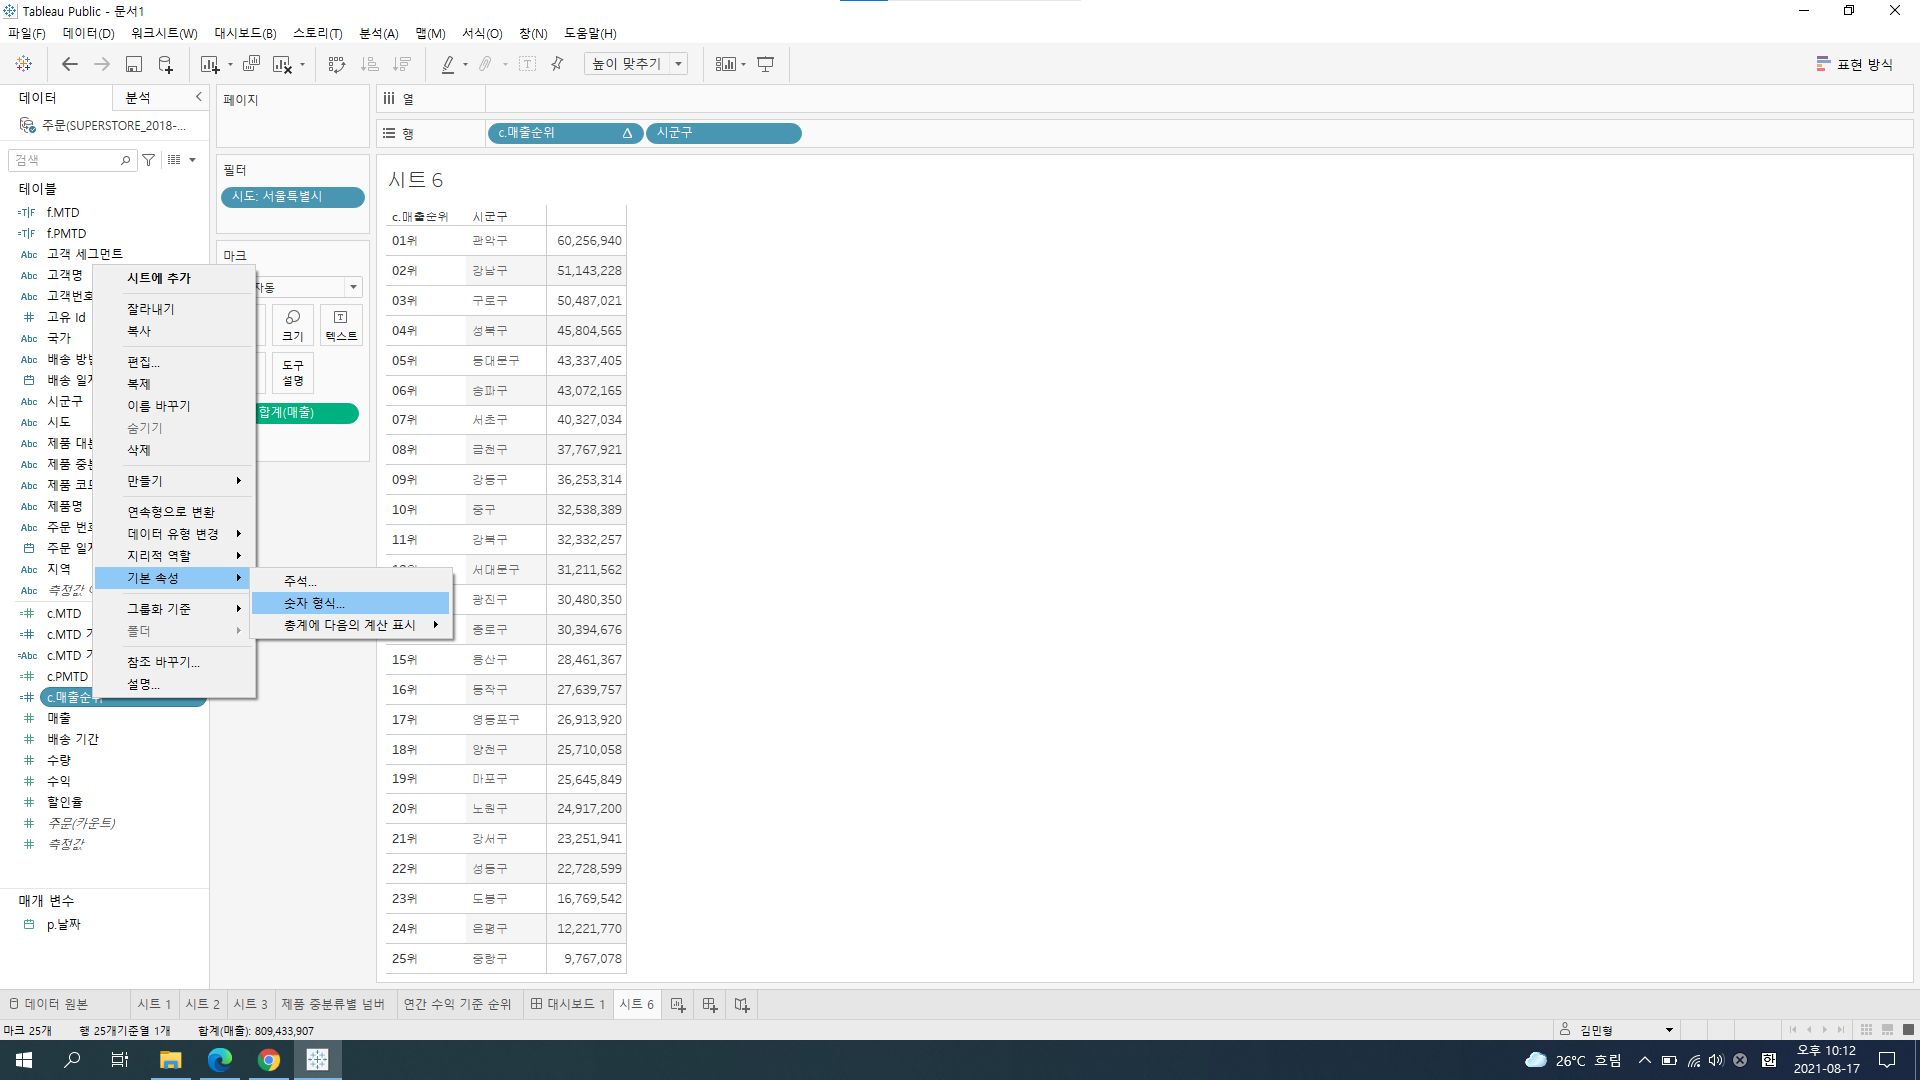 Tableau Public - 문서1
파일(F) 데이터(D) 워크시트(W) 대시보드(B) 스토리(T) 분석(A) 맵(M) 서식(O) 창(N) 도움말(H)
높이 맞추기
표현 방식
데이터 분석
주문(SUPERSTORE_2018-...
검색
테이블
f.MTD
f.PMTD
Abc 고객 세그먼트
Abc 고객명
Abc 고객번호
고유 Id
Abc 국가
Abc 배송 방법
배송 일자
Abc 시군구
Abc 시도
Abc 제품 대분
Abc 제품 중분
Abc 제품 코드
Abc 제품명
Abc 주문 번호
주문 일자
Abc 지역
Abc 측정값
c.MTD
c.MTD
=Abc c.MTD
c.PMTD
c.매출순위
매출
배송 기간
수량
수익
할인율
주문(카운트)
측정값
매개 변수
p.날짜
시트에 추가
잘라내기
복사
편집...
복제
이름 바꾸기
숨기기
삭제
만들기
연속형으로 변환
데이터 유형 변경
지리적 역할
기본 속성
그룹화 기준
폴더
참조 바꾸기...
설명...
주석...
숫자 형식...
총계에 다음의 계산 표시
페이지
필터
시도: 서울특별시
마크
자동
크기 텍스트
도구 설명
합계(매출)
열
행 c.매출순위 시군구
시트 6
c.매출순위 시군구
01위 관악구 60,256,940
02위 강남구 51,143,228
03위 구로구 50,487,021
04위 성북구 45,804,565
05위 동대문구 43,337,405
06위 송파구 43,072,165
07위 서초구 40,327,034
08위 금천구 37,767,921
09위 강동구 36,253,314
10위 중구 32,538,389
11위 강북구 32,332,257
12위 서대문구 31,211,562
광진구 30,480,350
종로구 30,394,676
15위 용산구 28,461,367
16위 동작구 27,639,757
17위 영등포구 26,913,920
18위 양천구 25,710,058
19위 마포구 25,645,849
20위 노원구 24,917,200
21위 강서구 23,251,941
22위 성동구 22,728,599
23위 도봉구 16,769,542
24위 은평구 12,221,770
25위 중랑구 9,767,078
데이터 원본 시트 1 시트 2 시트 3 제품 중분류별 넘버 연간 수익 기준 순위 대시보드 1 시트 6
마크 25개 행 25개기준열 1개 합계(매출): 809,433,907
김민형
26°C 흐림
한
오후 10:12
2021-08-17